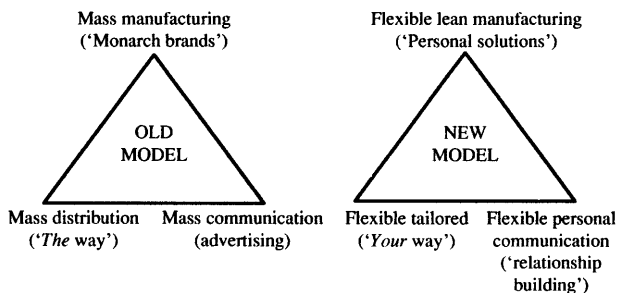 Mass manufacturing
(‘Monarch brands’)
OLD
MODEL
Mass distribution
(‘The way’)
Mass communication
(advertising)
Flexible lean manufacturing
(‘Personal solutions’)
NEW
MODEL
Flexible tailored
(‘Your way’)
Flexible personal
communication
(‘relationship
building’)